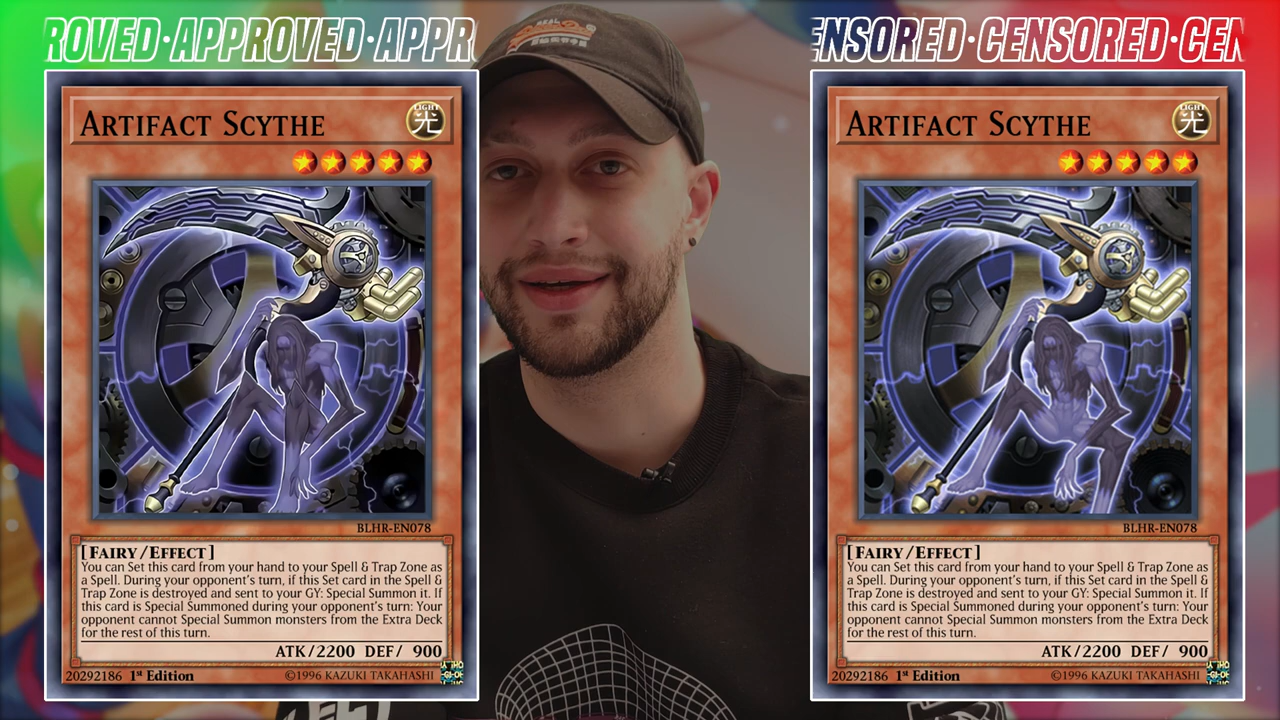 ROVED·APPROVED·APPR
ARTIFACT SCYTHE
LIGHT
光
BLHR-EN078
[FAIRY/EFFECT]
You can Set this card from your hand to your Spell & Trap Zone as
a Spell. During your opponent's turn, if this Set card in the Spell &
Trap Zone is destroyed and sent to your GY: Special Summon it. If
this card is Special Summoned during your opponent's turn: Your
opponent cannot Special Summon monsters from the Extra Deck
for the rest of this turn.
ATK/2200 DEF/ 900
20292186 1st Edition ©1996 KAZUKI TAKAHASHI
ENSORED·CENSORED·CEN
ARTIFACT SCYTHE
LIGHT
光
BLHR-EN078
[FAIRY/EFFECT]
You can Set this card from your hand to your Spell & Trap Zone as
a Spell. During your opponent's turn, if this Set card in the Spell &
Trap Zone is destroyed and sent to your GY: Special Summon it. If
this card is Special Summoned during your opponent's turn: Your
opponent cannot Special Summon monsters from the Extra Deck
for the rest of this turn.
ATK/2200 DEF/ 900
20292186 1st Edition ©1996 KAZUKI TAKAHASHI